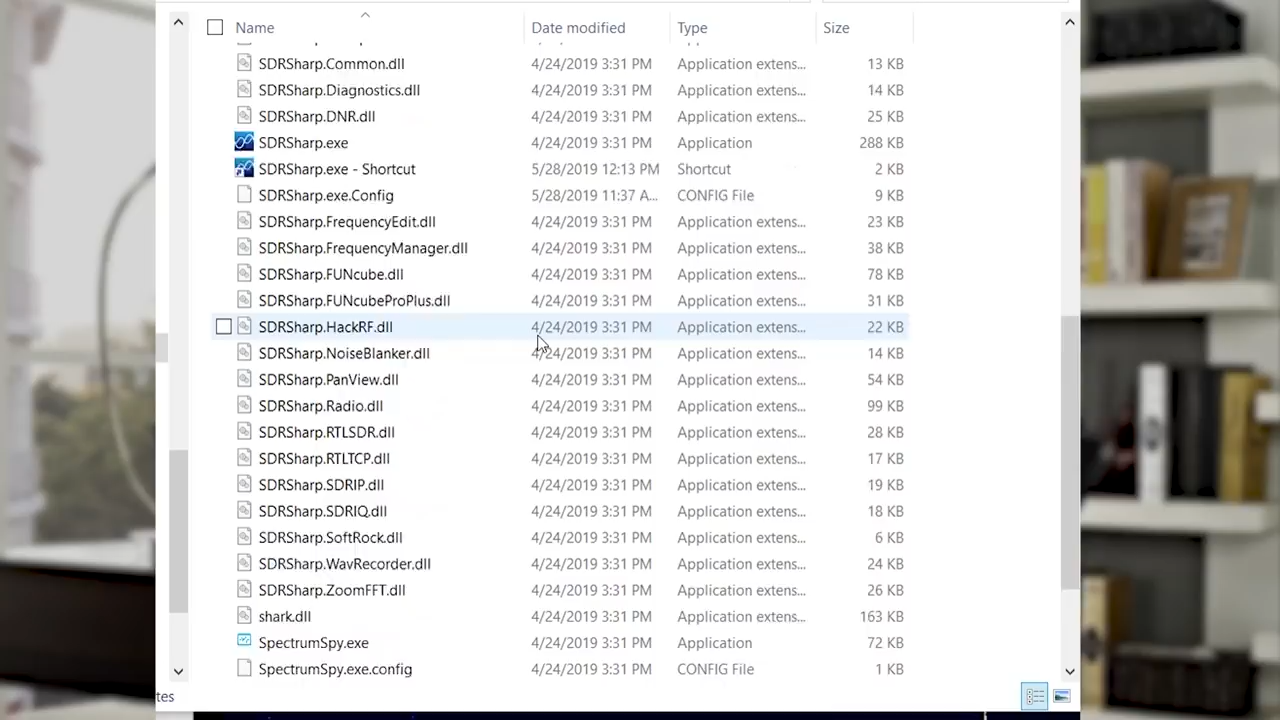 Name Date modified Type Size
SDRSharp.Common.dll 4/24/2019 3:31 PM Application extens... 13 KB
SDRSharp.Diagnostics.dll 4/24/2019 3:31 PM Application extens... 14 KB
SDRSharp.DNR.dll 4/24/2019 3:31 PM Application extens... 25 KB
SDRSharp.exe 4/24/2019 3:31 PM Application 288 KB
SDRSharp.exe - Shortcut 5/28/2019 12:13 PM Shortcut 2 KB
SDRSharp.exe.Config 5/28/2019 11:37 A... CONFIG File 9 KB
SDRSharp.FrequencyEdit.dll 4/24/2019 3:31 PM Application extens... 23 KB
SDRSharp.FrequencyManager.dll 4/24/2019 3:31 PM Application extens... 38 KB
SDRSharp.FUNcube.dll 4/24/2019 3:31 PM Application extens... 78 KB
SDRSharp.FUNcubeProPlus.dll 4/24/2019 3:31 PM Application extens... 31 KB
SDRSharp.HackRF.dll 4/24/2019 3:31 PM Application extens... 22 KB
SDRSharp.NoiseBlanker.dll 4/24/2019 3:31 PM Application extens... 14 KB
SDRSharp.PanView.dll 4/24/2019 3:31 PM Application extens... 54 KB
SDRSharp.Radio.dll 4/24/2019 3:31 PM Application extens... 99 KB
SDRSharp.RTLSDR.dll 4/24/2019 3:31 PM Application extens... 28 KB
SDRSharp.RTLTCP.dll 4/24/2019 3:31 PM Application extens... 17 KB
SDRSharp.SDRIP.dll 4/24/2019 3:31 PM Application extens... 19 KB
SDRSharp.SDRIQ.dll 4/24/2019 3:31 PM Application extens... 18 KB
SDRSharp.SoftRock.dll 4/24/2019 3:31 PM Application extens... 6 KB
SDRSharp.WavRecorder.dll 4/24/2019 3:31 PM Application extens... 24 KB
SDRSharp.ZoomFFT.dll 4/24/2019 3:31 PM Application extens... 26 KB
shark.dll 4/24/2019 3:31 PM Application extens... 163 KB
SpectrumSpy.exe 4/24/2019 3:31 PM Application 72 KB
SpectrumSpy.exe.config 4/24/2019 3:31 PM CONFIG File 1 KB
tes